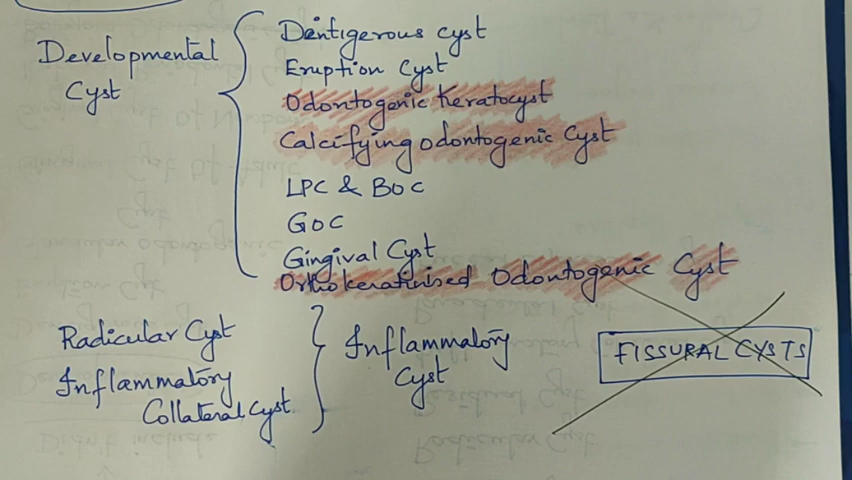 Developmental
Cyst
Dentigerous cyst
Eruption Cyst
Odontogenic Keratocyst
Calcifying odontogenic Cyst
LPC & BOC
GOC
Gingival Cyst
Orthokeratinised Odontogenic Cyst
Radicular Cyst
Inflammatory
Collateral Cyst
Inflammatory
Cyst
FISSURAL CYSTS